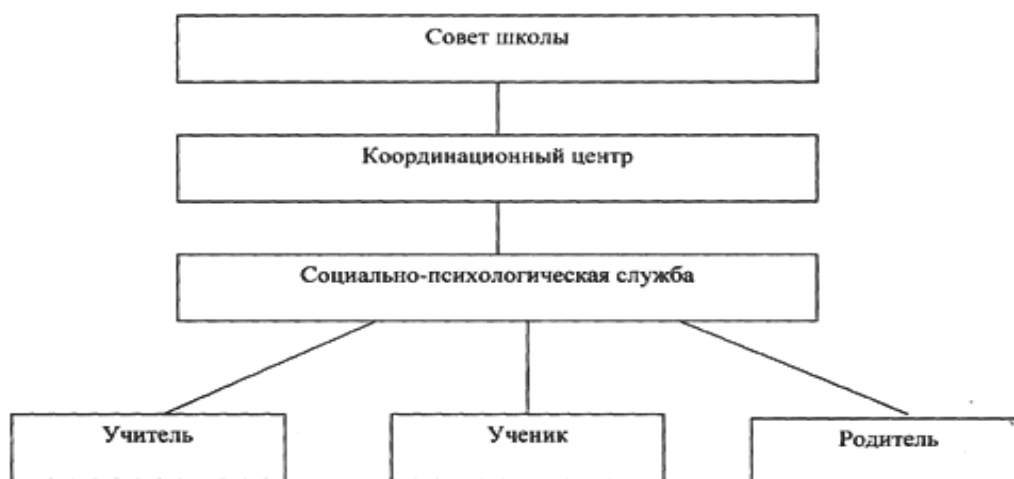 Совет школы
Координационный центр
Социально-психологическая служба
Учитель
Ученик
Родитель